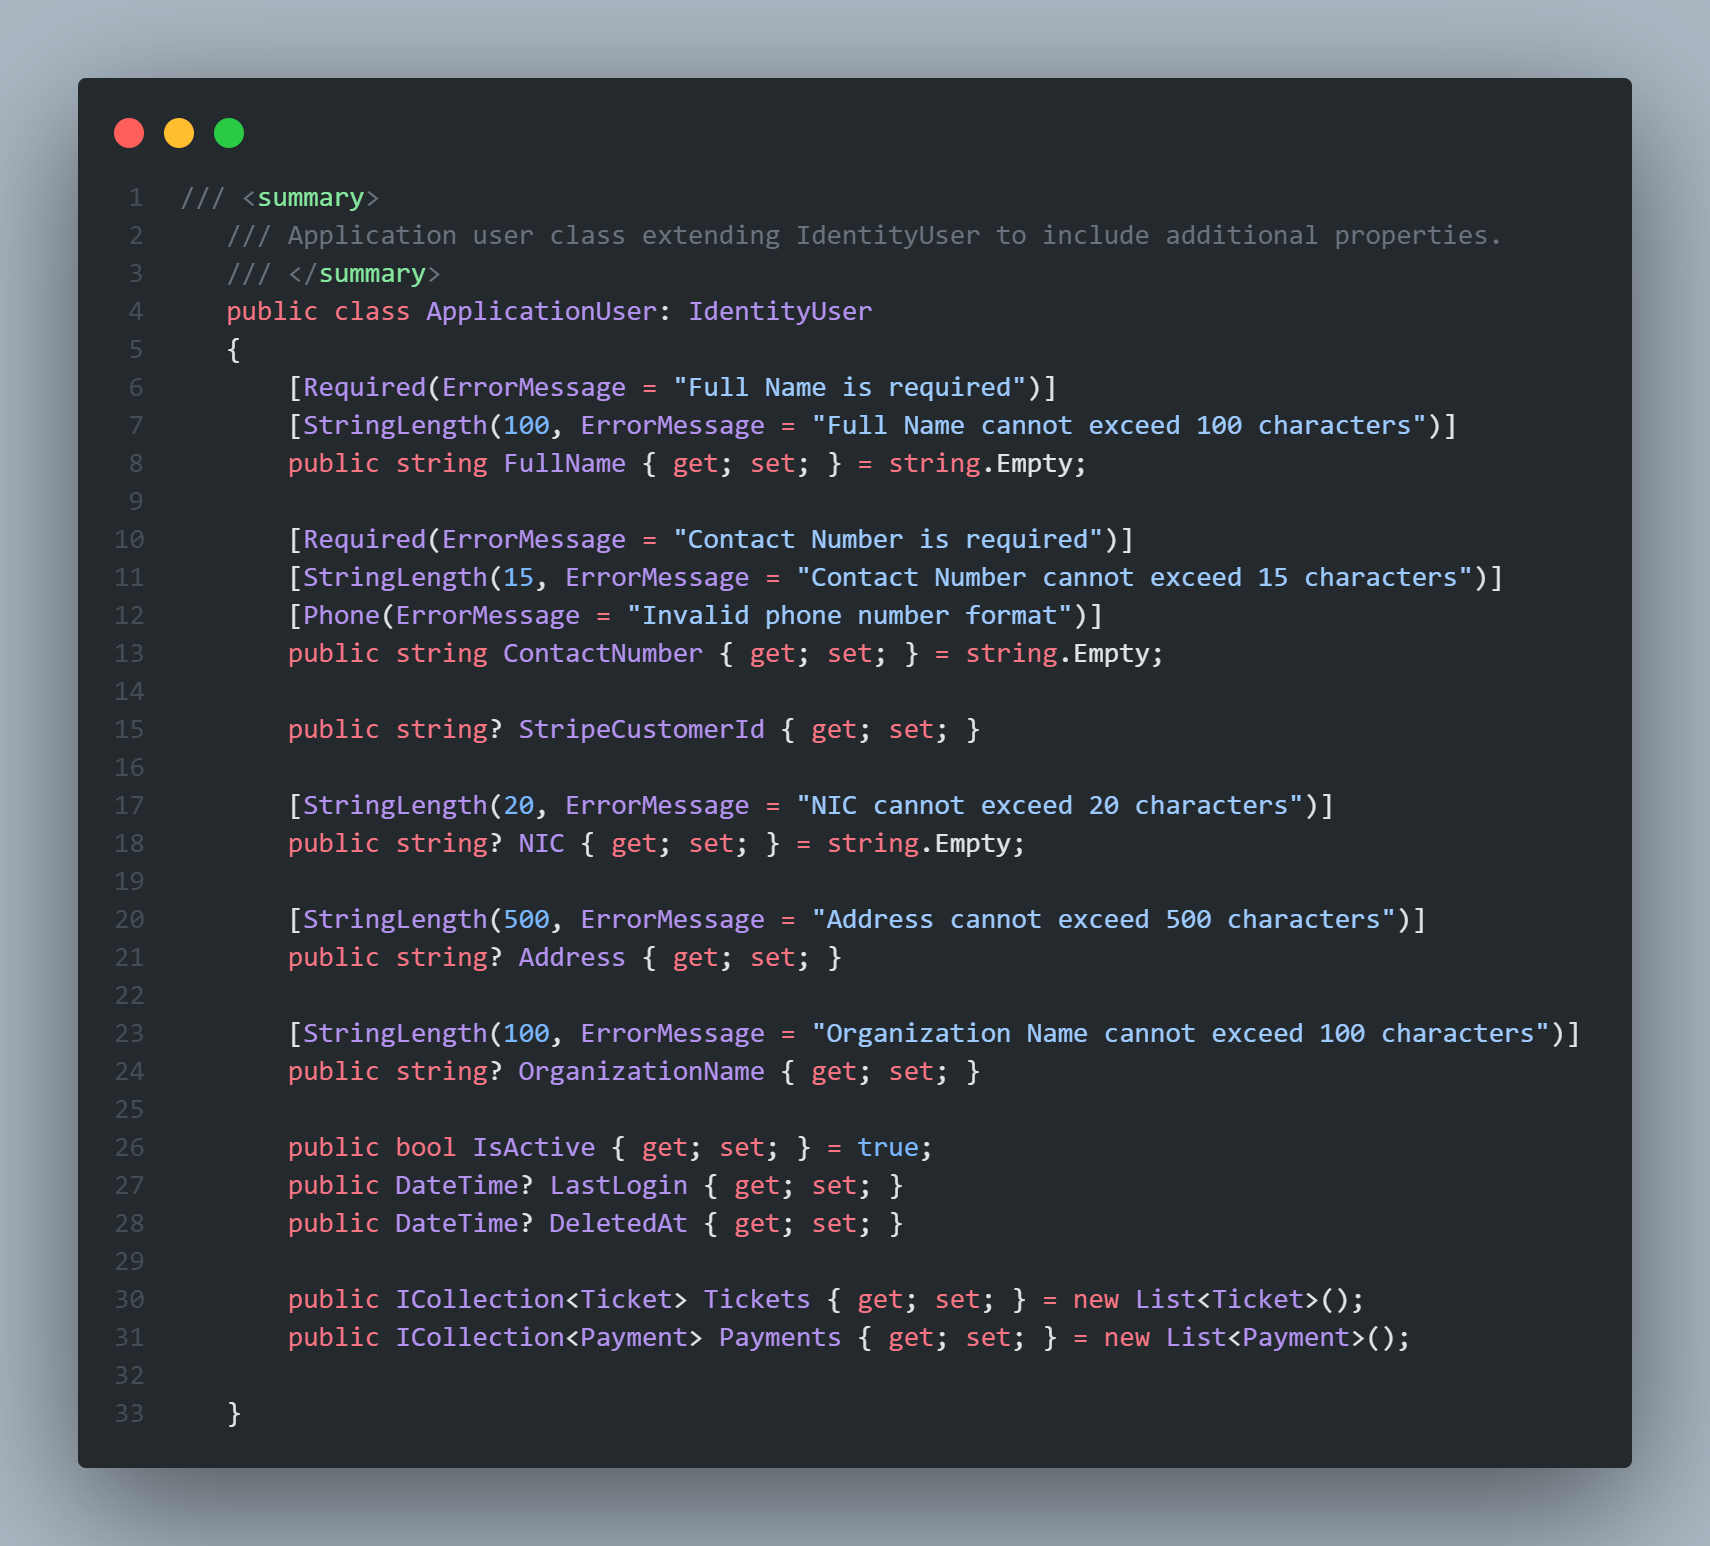 1 /// <summary>
2 /// Application user class extending IdentityUser to include additional properties.
3 /// </summary>
4 public class ApplicationUser: IdentityUser
5 {
6 [Required(ErrorMessage = "Full Name is required")]
7 [StringLength(100, ErrorMessage = "Full Name cannot exceed 100 characters")]
8 public string FullName { get; set; } = string.Empty;
9
10 [Required(ErrorMessage = "Contact Number is required")]
11 [StringLength(15, ErrorMessage = "Contact Number cannot exceed 15 characters")]
12 [Phone(ErrorMessage = "Invalid phone number format")]
13 public string ContactNumber { get; set; } = string.Empty;
14
15 public string? StripeCustomerId { get; set; }
16
17 [StringLength(20, ErrorMessage = "NIC cannot exceed 20 characters")]
18 public string? NIC { get; set; } = string.Empty;
19
20 [StringLength(500, ErrorMessage = "Address cannot exceed 500 characters")]
21 public string? Address { get; set; }
22
23 [StringLength(100, ErrorMessage = "Organization Name cannot exceed 100 characters")]
24 public string? OrganizationName { get; set; }
25
26 public bool IsActive { get; set; } = true;
27 public DateTime? LastLogin { get; set; }
28 public DateTime? DeletedAt { get; set; }
29
30 public ICollection<Ticket> Tickets { get; set; } = new List<Ticket>();
31 public ICollection<Payment> Payments { get; set; } = new List<Payment>();
32
33 }